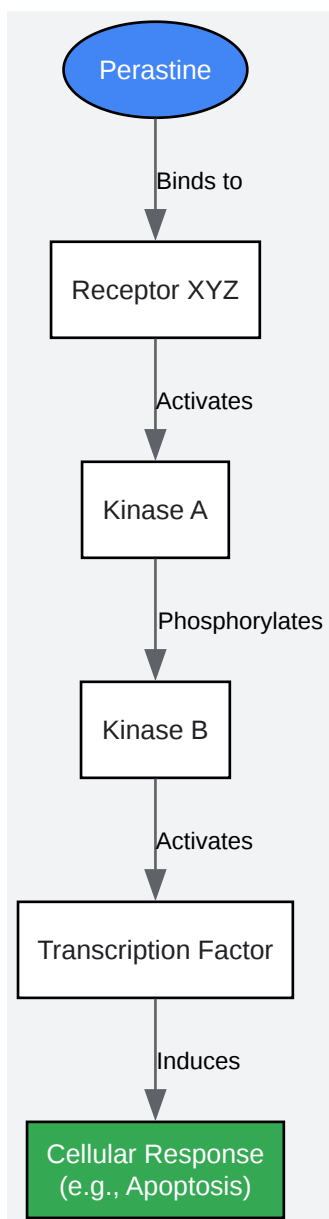 Perastine
Binds to
Receptor XYZ
Activates
Kinase A
Phosphorylates
Kinase B
Activates
Transcription Factor
Induces
Cellular Response
(e.g., Apoptosis)